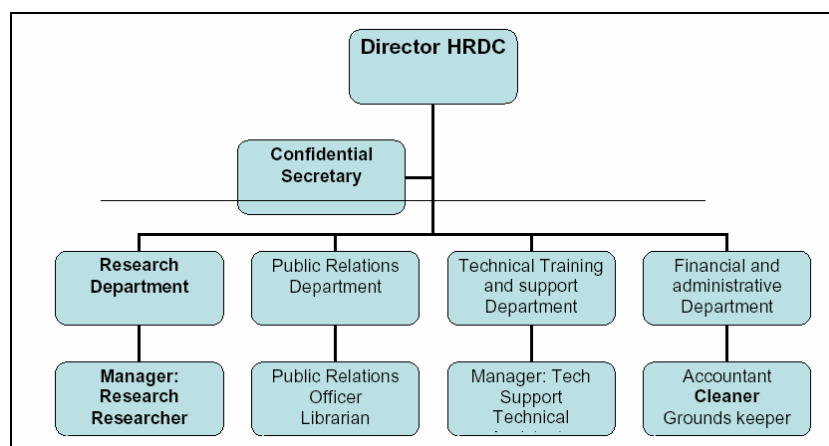 Director HRDC
Confidential
Secretary
Research
Department
Public Relations
Department
Technical Training
and support
Department
Financial and
administrative
Department
Manager:
Research
Researcher
Public Relations
Officer
Librarian
Manager: Tech
Support
Technical
Accountant
Cleaner
Grounds keeper